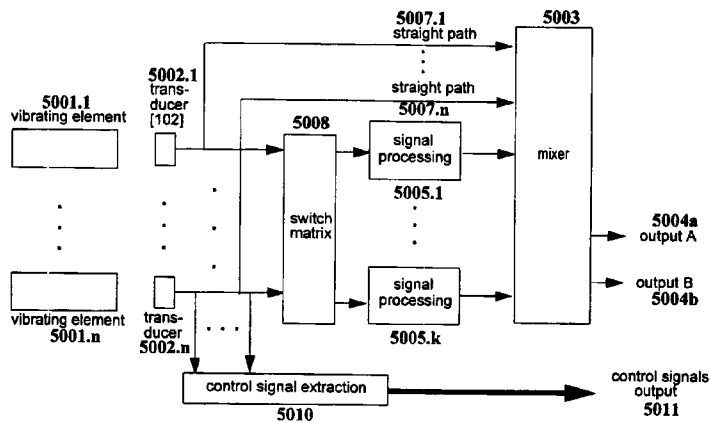 5007.1
straight path
5003
5002.1
trans-
ducer
[102]
straight path
5007.n
5001.1
vibrating element
5008
signal
processing
mixer
5005.1
switch
matrix
5004a
output A
signal
processing
output B
5004b
vibrating element
5001.n
trans-
ducer
5002.n
5005.k
control signal extraction
5010
control signals
output
5011